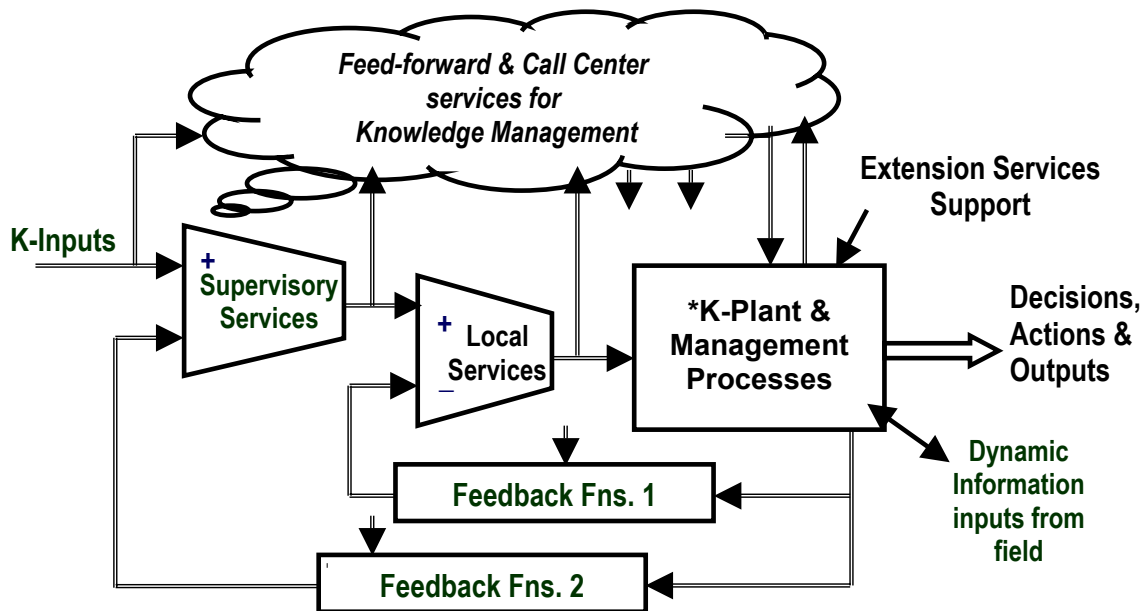 Feed-forward & Call Center
services for
Knowledge Management
Extension Services
Support
K-Inputs
+
Supervisory
Services
+
Local
Services
–
*K-Plant &
Management
Processes
Decisions,
Actions &
Outputs
Dynamic
Information
inputs from
field
Feedback Fns. 1
Feedback Fns. 2